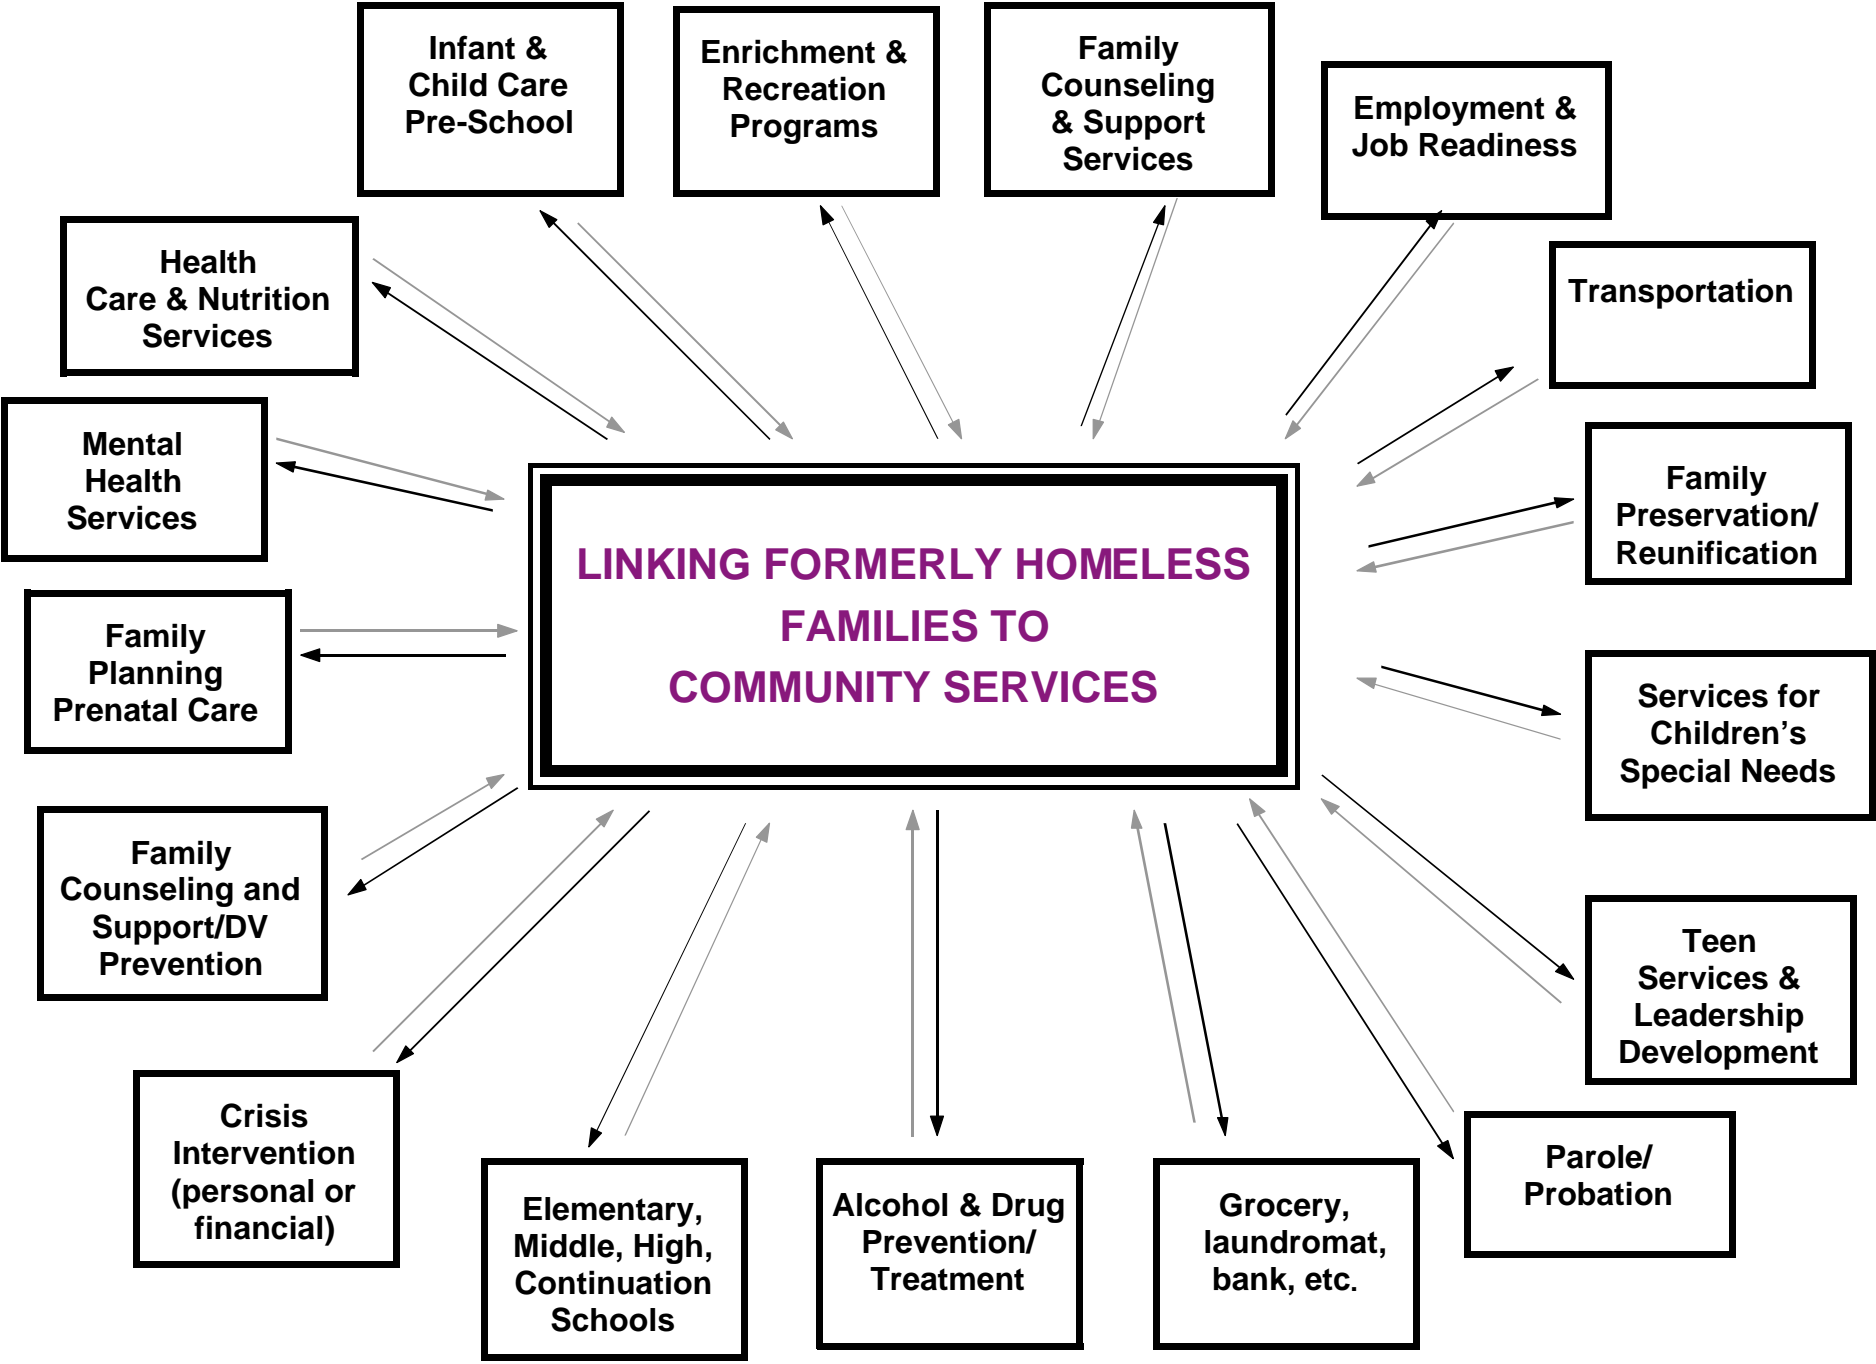 Infant &
Child Care
Pre-School
Enrichment &
Recreation
Programs
Family
Counseling
& Support
Services
Employment &
Job Readiness
Health
Care & Nutrition
Services
Transportation
Mental
Health
Services
Family
Preservation/
Reunification
LINKING FORMERLY HOMELESS
FAMILIES TO
COMMUNITY SERVICES
Family
Planning
Prenatal Care
Services for
Children’s
Special Needs
Family
Counseling and
Support/DV
Prevention
Teen
Services &
Leadership
Development
Crisis
Intervention
(personal or
financial)
Elementary,
Middle, High,
Continuation
Schools
Alcohol & Drug
Prevention/
Treatment
Grocery,
laundromat,
bank, etc.
Parole/
Probation